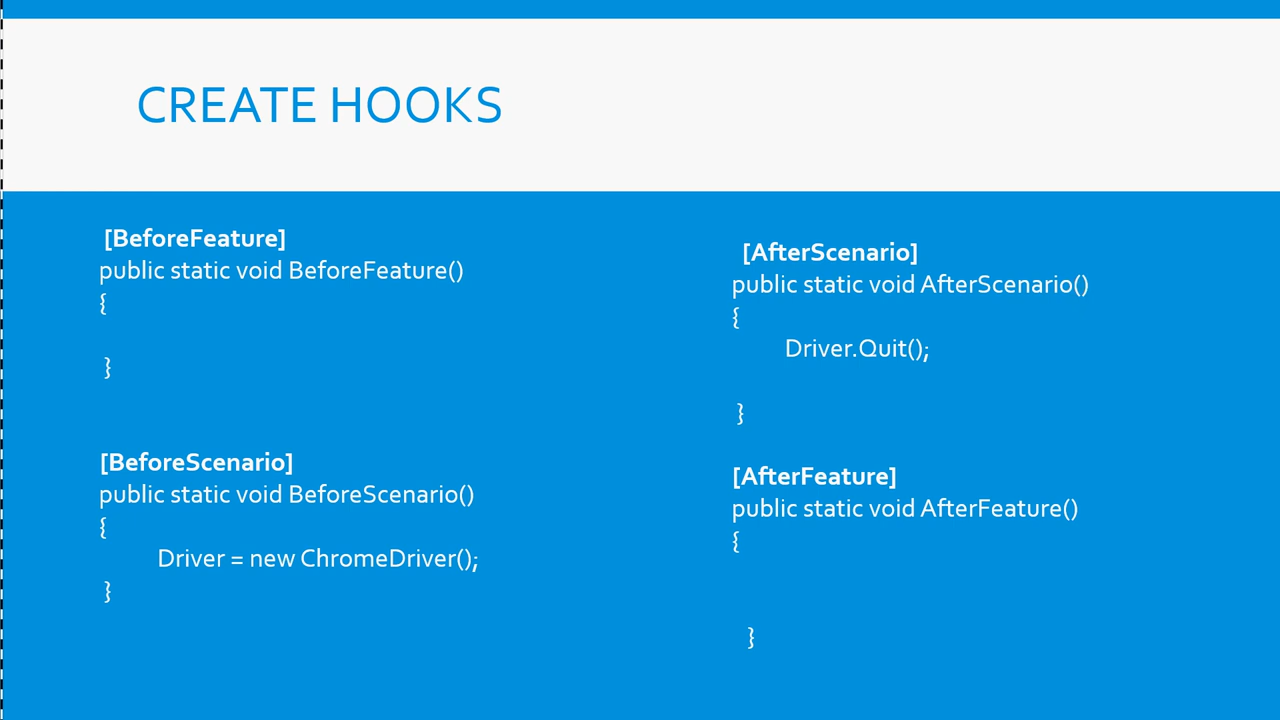 CREATE HOOKS
[BeforeFeature]
public static void BeforeFeature()
{
}
[BeforeScenario]
public static void BeforeScenario()
{
Driver = new ChromeDriver();
}
[AfterScenario]
public static void AfterScenario()
{
Driver.Quit();
}
[AfterFeature]
public static void AfterFeature()
{
}